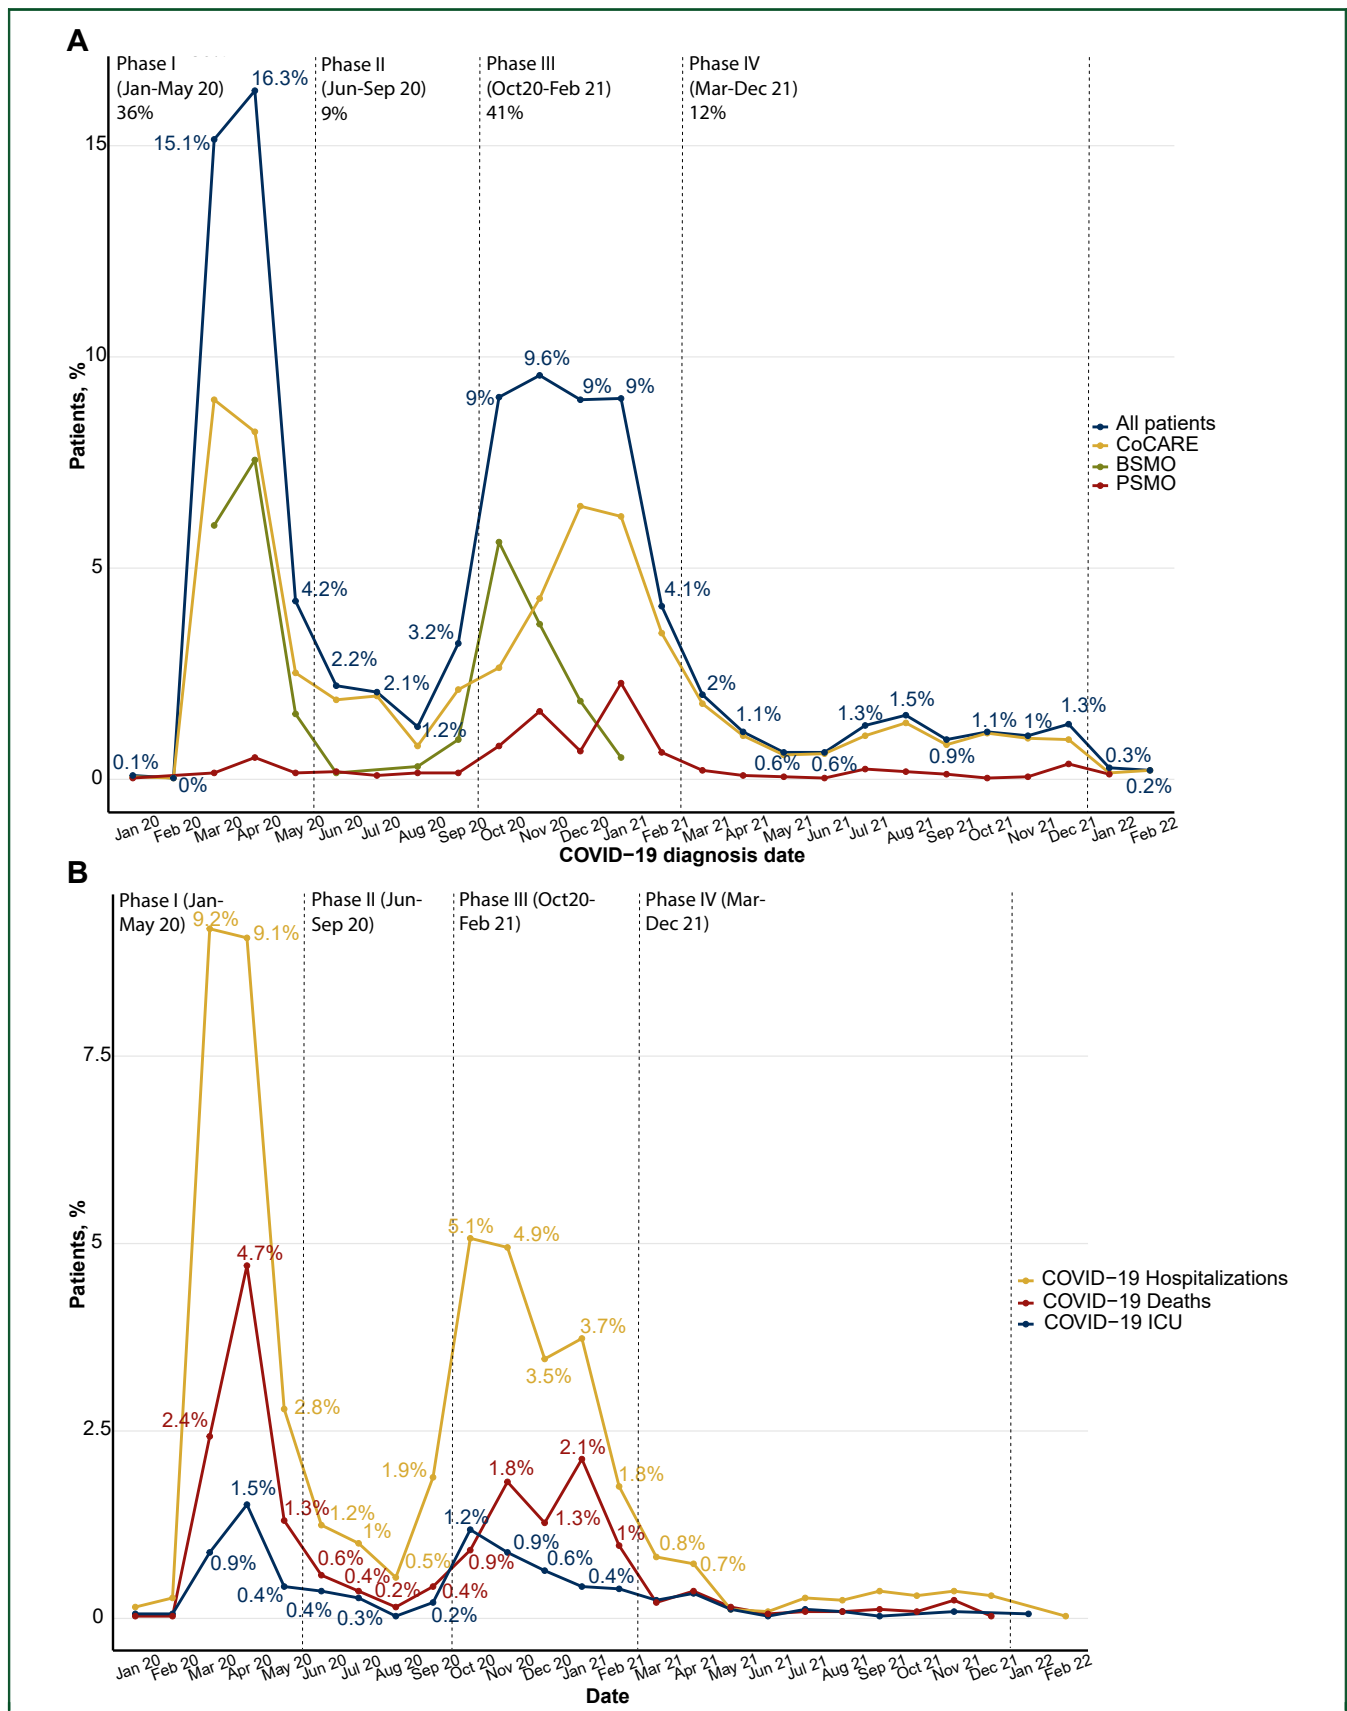 A
Phase I
(Jan-May 20)
36%
Phase II
(Jun-Sep 20)
9%
Phase III
(Oct20-Feb 21)
41%
Phase IV
(Mar-Dec 21)
12%
Patients, %
15
10
5
0
0.1%
0%
15.1%
16.3%
4.2%
2.2%
2.1%
1.2%
3.2%
9%
9.6%
9%
9%
4.1%
2%
1.1%
0.6%
0.6%
1.3%
1.5%
0.9%
1.1%
1%
1.3%
0.3%
0.2%
All patients
CoCARE
BSMO
PSMO
Jan 20 Feb 20 Mar 20 Apr 20 May 20 Jun 20 Jul 20 Aug 20 Sep 20 Oct 20 Nov 20 Dec 20 Jan 21 Feb 21 Mar 21 Apr 21 May 21 Jun 21 Jul 21 Aug 21 Sep 21 Oct 21 Nov 21 Dec 21 Jan 22 Feb 22
COVID−19 diagnosis date
B
Phase I (Jan-
May 20)
Phase II (Jun-
Sep 20)
Phase III (Oct20-
Feb 21)
Phase IV (Mar-
Dec 21)
Patients, %
7.5
5
2.5
0
9.2%
9.1%
2.8%
1.2%
1%
0.5%
1.9%
5.1%
4.9%
3.5%
3.7%
1.8%
0.8%
0.7%
2.4%
4.7%
1.3%
0.6%
0.4%
0.2%
0.4%
0.9%
1.8%
1.3%
2.1%
1%
0.9%
1.5%
0.4%
0.4%
0.3%
0.2%
1.2%
0.9%
0.6%
0.4%
COVID−19 Hospitalizations
COVID−19 Deaths
COVID−19 ICU
Jan 20 Feb 20 Mar 20 Apr 20 May 20 Jun 20 Jul 20 Aug 20 Sep 20 Oct 20 Nov 20 Dec 20 Jan 21 Feb 21 Mar 21 Apr 21 May 21 Jun 21 Jul 21 Aug 21 Sep 21 Oct 21 Nov 21 Dec 21 Jan 22 Feb 22
Date